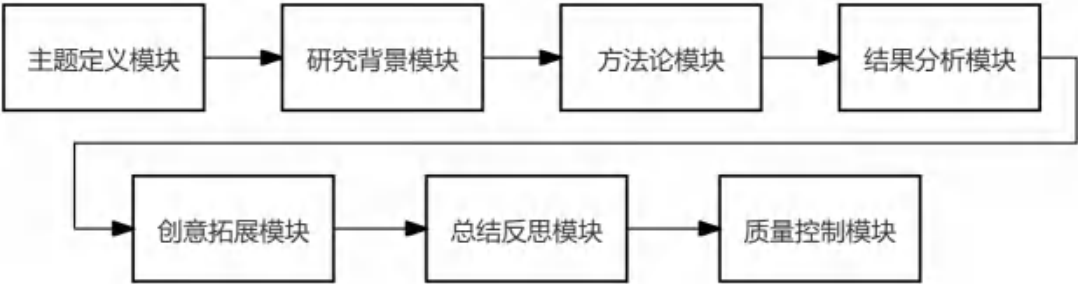 主题定义模块
研究背景模块
方法论模块
结果分析模块
创意拓展模块
总结反思模块
质量控制模块